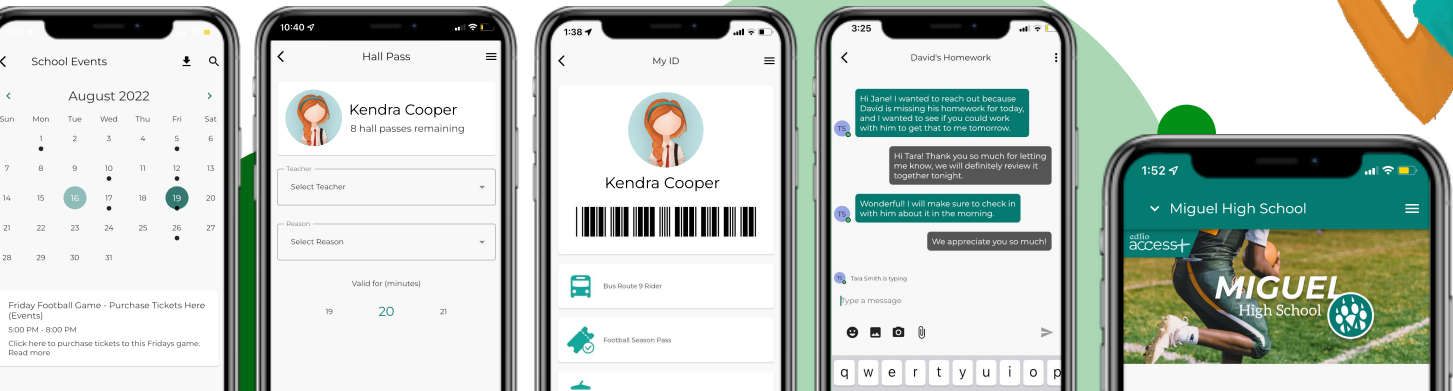 School Events
August 2022
Sun Mon Tue Wed Thu Fri Sat
1 2 3 4 5 6
7 8 9 10 11 12 13
14 15 16 17 18 19 20
21 22 23 24 25 26 27
28 29 30 31
Friday Football Game - Purchase Tickets Here
(Events)
5:00 PM - 8:00 PM
Click here to purchase tickets to this Fridays game.
Read more
10:40
Hall Pass
Kendra Cooper
8 hall passes remaining
Teacher
Select Teacher
Reason
Select Reason
Valid for (minutes)
19 20 21
1:38
My ID
Kendra Cooper
Bus Route 9 Rider
Football Season Pass
3:25
David's Homework
Hi Jane! I wanted to reach out because
David is missing his homework for today,
and I wanted to see if you could work
with him to get that to me tomorrow.
TS
Hi Tara! Thank you so much for letting
me know, we will definitely review it
together tonight.
Wonderful! I will make sure to check in
with him about it in the morning.
TS
We appreciate you so much!
TS Tara Smith is typing
Type a message
q w e r t y u i o p
1:52
Miguel High School
edlio
access+
MIGUEL
High School